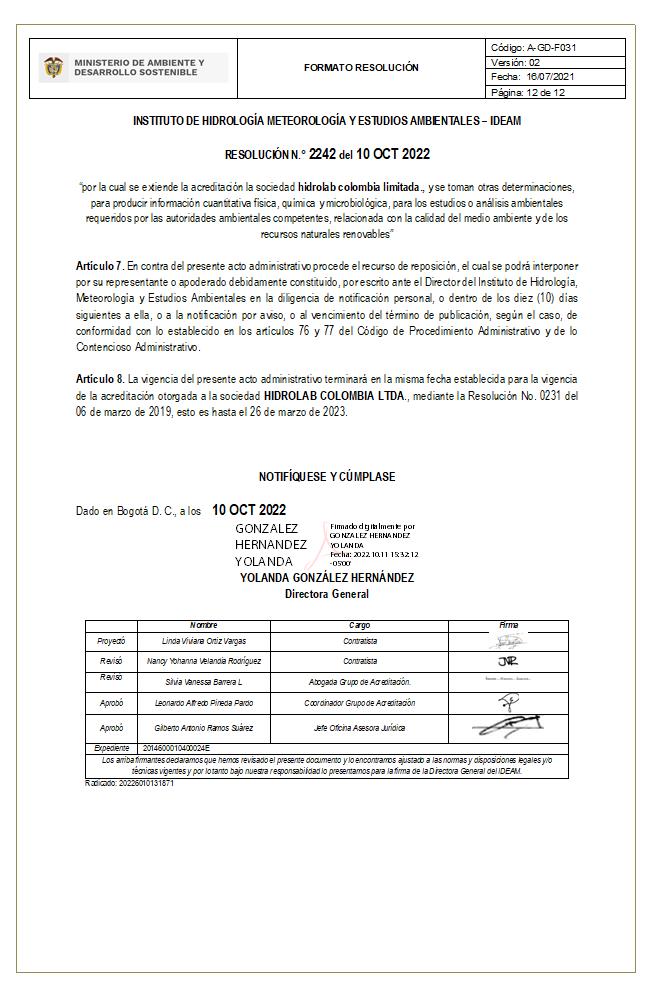 MINISTERIO DE AMBIENTE Y
DESARROLLO SOSTENIBLE
FORMATO RESOLUCIÓN
Código: A-GD-F031
Versión: 02
Fecha: 16/07/2021
Página: 12 de 12
INSTITUTO DE HIDROLOGÍA METEOROLOGÍA Y ESTUDIOS AMBIENTALES – IDEAM
RESOLUCIÓN N.° 2242 del 10 OCT 2022
“por la cual se extiende la acreditación la sociedad hidrolab colombia limitada., y se toman otras determinaciones,
para producir información cuantitativa física, química y microbiológica, para los estudios o análisis ambientales
requeridos por las autoridades ambientales competentes, relacionada con la calidad del medio ambiente y de los
recursos naturales renovables”
Artículo 7. En contra del presente acto administrativo procede el recurso de reposición, el cual se podrá interponer
por su representante o apoderado debidamente constituido, por escrito ante el Director del Instituto de Hidrología,
Meteorología y Estudios Ambientales en la diligencia de notificación personal, o dentro de los diez (10) días
siguientes a ella, o a la notificación por aviso, o al vencimiento del término de publicación, según el caso, de
conformidad con lo establecido en los artículos 76 y 77 del Código de Procedimiento Administrativo y de lo
Contencioso Administrativo.
Artículo 8. La vigencia del presente acto administrativo terminará en la misma fecha establecida para la vigencia
de la acreditación otorgada a la sociedad HIDROLAB COLOMBIA LTDA., mediante la Resolución No. 0231 del
06 de marzo de 2019, esto es hasta el 26 de marzo de 2023.
NOTIFÍQUESE Y CÚMPLASE
Dado en Bogotá D. C., a los 10 OCT 2022
GONZALEZ
HERNANDEZ
YOLANDA
Firmado digitalmente por
GONZALEZ HERNANDEZ
YOLANDA
Fecha: 2022.10.11 15:32:12
-05'00'
YOLANDA GONZÁLEZ HERNÁNDEZ
Directora General
Nombre Cargo Firma
Proyectó Linda Viviana Ortiz Vargas Contratista
Revisó Nancy Yohanna Velandia Rodríguez Contratista
Revisó Silvia Vanessa Barrera L Abogada Grupo de Acreditación.
Aprobó Leonardo Alfredo Pineda Pardo Coordinador Grupo de Acreditación
Aprobó Gilberto Antonio Ramos Suárez Jefe Oficina Asesora Jurídica
Expediente 2014600010400024E
Los arriba firmantes declaramos que hemos revisado el presente documento y lo encontramos ajustado a las normas y disposiciones legales y/o
técnicas vigentes y por lo tanto bajo nuestra responsabilidad lo presentamos para la firma de la Directora General del IDEAM.
Radicado: 20226010131871